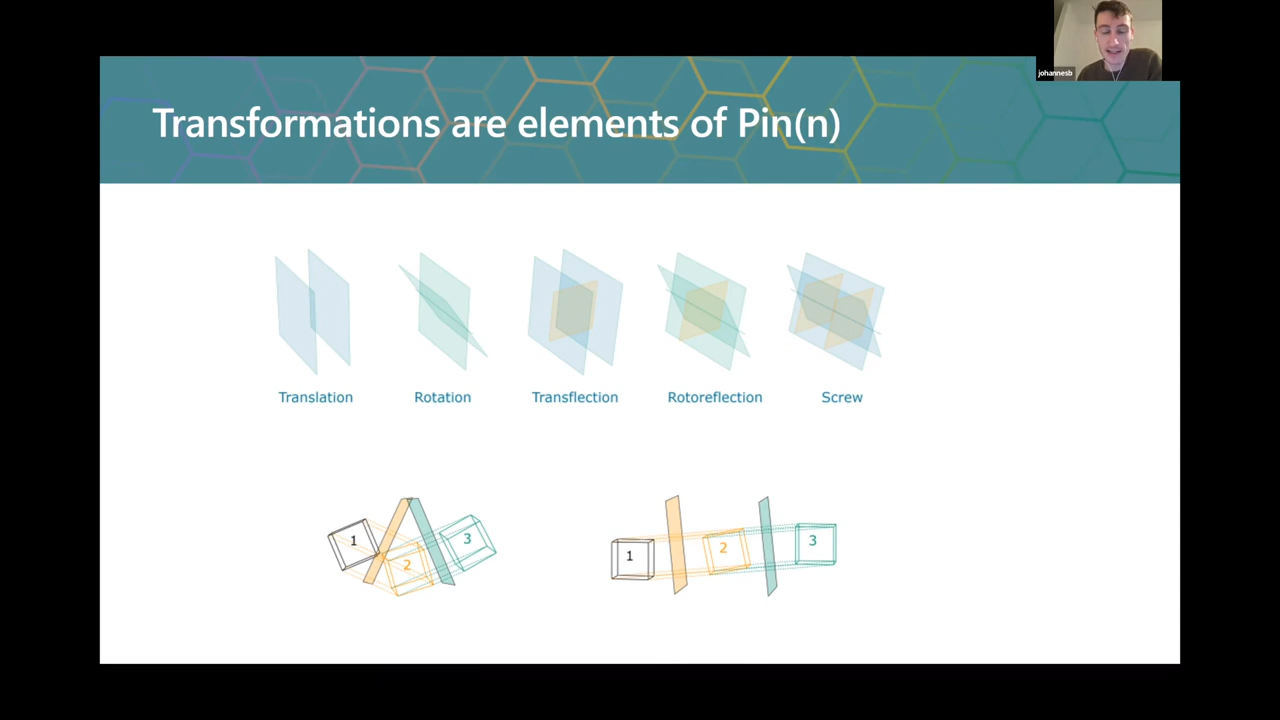 johannesb
Transformations are elements of Pin(n)
Translation
Rotation
Transflection
Rotoreflection
Screw
1
2
3
1
2
3